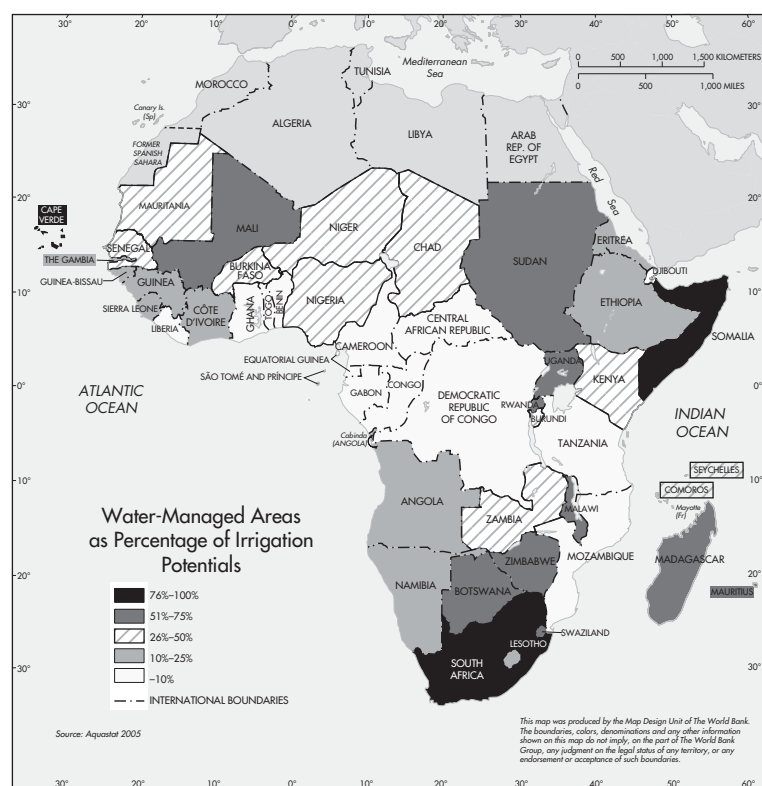 30°
20°
10°
0°
10°
20°
30°
40°
50°
60°
0 500 1,000 1,500 KILOMETERS
0 500 1,000 MILES
Mediterranean
Sea
TUNISIA
MOROCCO
30°
30°
Canary Is.
(Sp)
ALGERIA
LIBYA
ARAB
REP. OF
EGYPT
FORMER
SPANISH
SAHARA
Red Sea
20°
20°
MAURITANIA
CAPE
VERDE
MALI
NIGER
CHAD
SUDAN
ERITREA
SENEGAL
THE GAMBIA
BURKINA
FASO
DJIBOUTI
GUINEA-BISSAU
GUINEA
NIGERIA
ETHIOPIA
10°
10°
SIERRA LEONE
CÔTE
D'IVOIRE
GHANA
TOGO
BENIN
CENTRAL
AFRICAN REPUBLIC
LIBERIA
SOMALIA
CAMEROON
EQUATORIAL GUINEA
UGANDA
SÃO TOMÉ AND PRÍNCIPE
KENYA
0°
0°
GABON
CONGO
DEMOCRATIC
REPUBLIC
OF CONGO
ATLANTIC
OCEAN
RWANDA
BURUNDI
INDIAN
OCEAN
Cabinda
(ANGOLA)
TANZANIA
SEYCHELLES
10°
10°
COMOROS
ANGOLA
Mayotte
(Fr)
MALAWI
ZAMBIA
Water-Managed Areas
as Percentage of Irrigation
Potentials
MOZAMBIQUE
ZIMBABWE
MADAGASCAR
20°
20°
NAMIBIA
BOTSWANA
MAURITIUS
76%–100%
51%–75%
26%–50%
10%–25%
–10%
INTERNATIONAL BOUNDARIES
SWAZILAND
LESOTHO
SOUTH
AFRICA
30°
30°
Source: Aquastat 2005
This map was produced by the Map Design Unit of The World Bank.
The boundaries, colors, denominations and any other information
shown on this map do not imply, on the part of The World Bank
Group, any judgment on the legal status of any territory, or any
endorsement or acceptance of such boundaries.
30°
20°
10°
0°
10°
20°
30°
40°
50°
60°